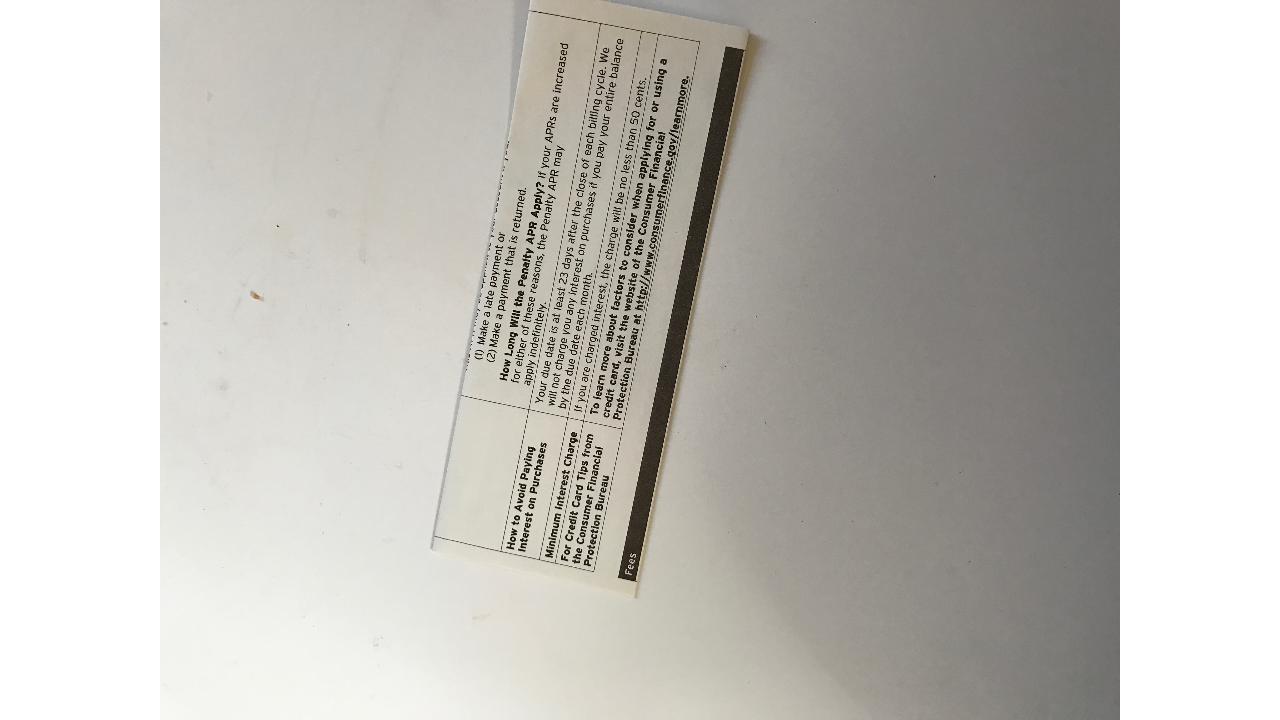 (1) Make a late payment or
(2) Make a payment that is returned.
How Long Will the Penalty APR Apply? If your APRs are increased
for either of these reasons, the Penalty APR may
apply indefinitely.
How to Avoid Paying
Interest on Purchases
Your due date is at least 23 days after the close of each billing cycle. We
will not charge you any interest on purchases if you pay your entire balance
by the due date each month.
Minimum Interest Charge
If you are charged interest, the charge will be no less than 50 cents.
For Credit Card Tips from
the Consumer Financial
Protection Bureau
To learn more about factors to consider when applying for or using a
credit card, visit the website of the Consumer Financial
Protection Bureau at http://www.consumerfinance.gov/learnmore.
Fees